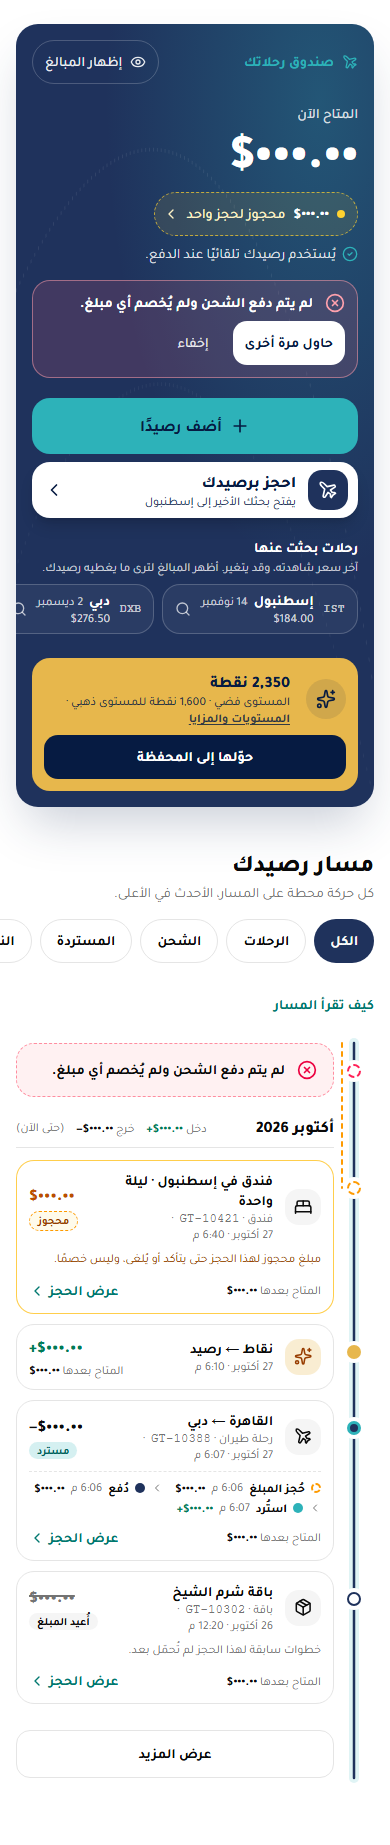 صندوق رحلاتك
إظهار المبالغ
المتاح الآن
$•••.••
$•••.•• محجوز لحجز واحد
يُستخدم رصيدك تلقائيًا عند الدفع.
لم يتم دفع الشحن ولم يُخصم أي مبلغ.
حاول مرة أخرى
إخفاء
أضف رصيدًا
احجز برصيدك
يفتح بحثك الأخير إلى إسطنبول
رحلات بحثت عنها
آخر سعر شاهدته، وقد يتغير. أظهر المبالغ لترى ما يغطيه رصيدك.
IST إسطنبول 14 نوفمبر
$184.00
DXB دبي 2 ديسمبر
$276.50
2,350 نقطة
المستوى فضي · 1,600 نقطة للمستوى ذهبي ·
المستويات والمزايا
حوّلها إلى المحفظة
مسار رصيدك
كل حركة محطة على المسار، الأحدث في الأعلى.
الكل
الرحلات
الشحن
المستردة
كيف تقرأ المسار
لم يتم دفع الشحن ولم يُخصم أي مبلغ.
أكتوبر 2026
دخل +$•••.•• خرج −$•••.•• (حتى الآن)
فندق في إسطنبول · ليلة واحدة
$•••.••
فندق · GT-10421 ·
محجوز
27 أكتوبر · 6:40 م
مبلغ محجوز لهذا الحجز حتى يتأكد أو يُلغى، وليس خصمًا.
المتاح بعدها $•••.••
عرض الحجز
نقاط ← رصيد
+$•••.••
27 أكتوبر · 6:10 م
المتاح بعدها $•••.••
القاهرة ← دبي
−$•••.••
رحلة طيران · GT-10388 ·
مسترد
27 أكتوبر · 6:07 م
حُجز المبلغ 6:06 م $•••.••
دُفع 6:06 م $•••.••
استُرد 6:07 م +$•••.••
المتاح بعدها $•••.••
عرض الحجز
باقة شرم الشيخ
$•••.••
باقة · GT-10302 ·
أُعيد المبلغ
26 أكتوبر · 12:20 م
خطوات سابقة لهذا الحجز لم تُحمّل بعد.
المتاح بعدها $•••.••
عرض الحجز
عرض المزيد